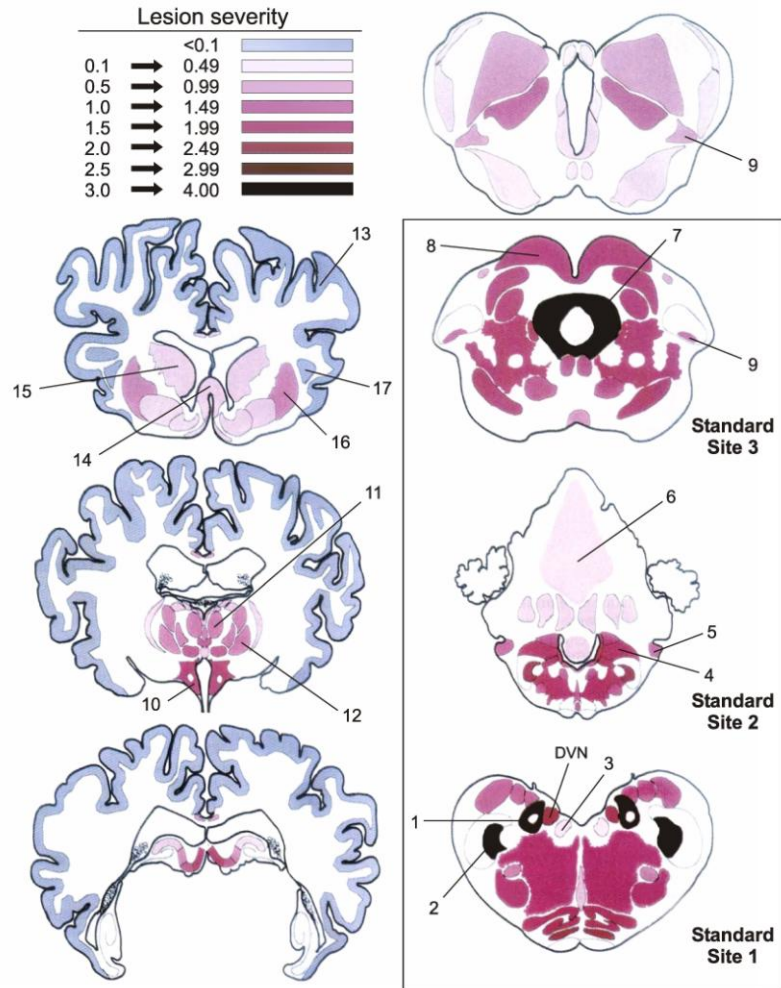 Lesion severity
<0.1
0.1 → 0.49
0.5 → 0.99
1.0 → 1.49
1.5 → 1.99
2.0 → 2.49
2.5 → 2.99
3.0 → 4.00
9
13
15
17
16
14
8
7
9
Standard
Site 3
11
10
12
6
5
4
Standard
Site 2
DVN
3
1
2
Standard
Site 1